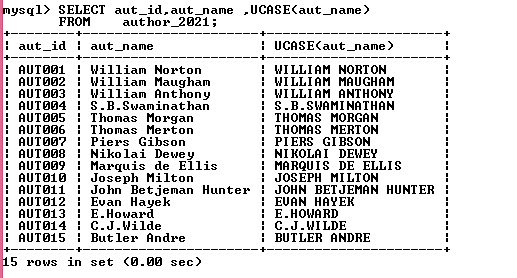 mysql> SELECT aut_id,aut_name ,UCASE(aut_name)
FROM author_2021;
+--------+----------------------+----------------------+
| aut_id | aut_name | UCASE(aut_name) |
+--------+----------------------+----------------------+
| AUT001 | William Norton | WILLIAM NORTON |
| AUT002 | William Maugham | WILLIAM MAUGHAM |
| AUT003 | William Anthony | WILLIAM ANTHONY |
| AUT004 | S.B.Swaminathan | S.B.SWAMINATHAN |
| AUT005 | Thomas Morgan | THOMAS MORGAN |
| AUT006 | Thomas Merton | THOMAS MERTON |
| AUT007 | Piers Gibson | PIERS GIBSON |
| AUT008 | Nikolai Dewey | NIKOLAI DEWEY |
| AUT009 | Marquis de Ellis | MARQUIS DE ELLIS |
| AUT010 | Joseph Milton | JOSEPH MILTON |
| AUT011 | John Betjeman Hunter | JOHN BETJEMAN HUNTER |
| AUT012 | Evan Hayek | EVAN HAYEK |
| AUT013 | E.Howard | E.HOWARD |
| AUT014 | C.J.Wilde | C.J.WILDE |
| AUT015 | Butler Andre | BUTLER ANDRE |
+--------+----------------------+----------------------+
15 rows in set (0.00 sec)